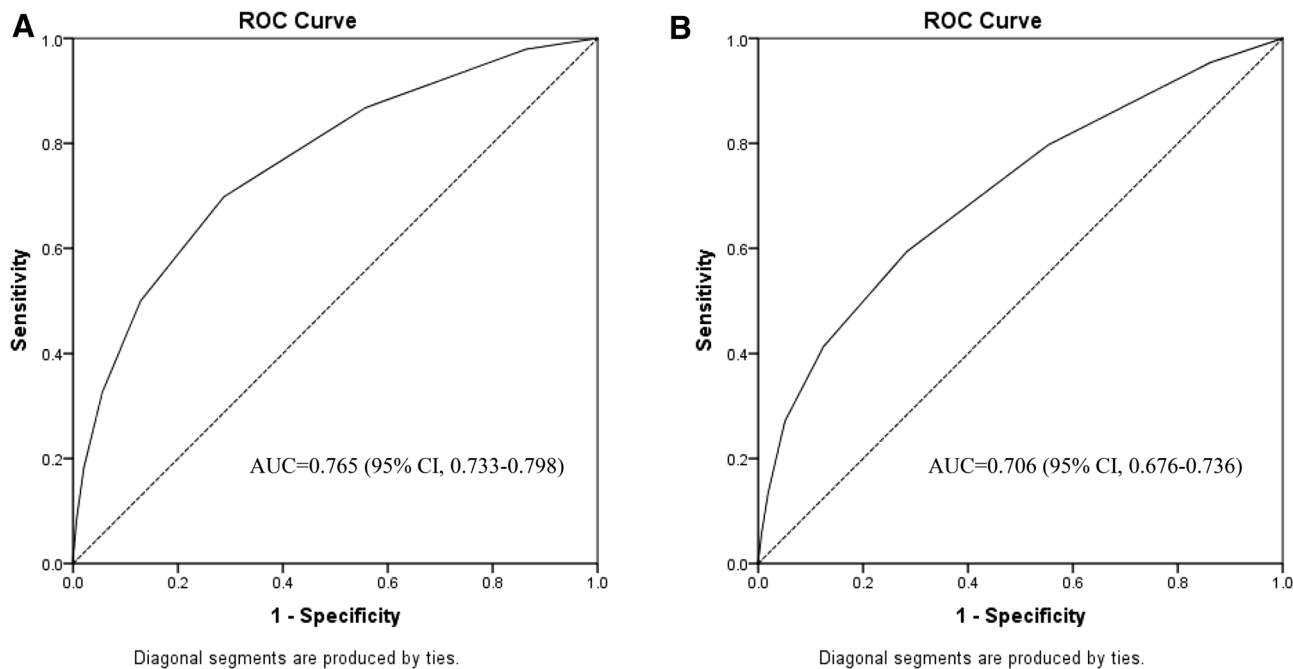 A
ROC Curve
1.0
0.8
0.6
0.4
0.2
0.0
Sensitivity
AUC=0.765 (95% CI, 0.733-0.798)
0.0 0.2 0.4 0.6 0.8 1.0
1 - Specificity
Diagonal segments are produced by ties.
B
ROC Curve
1.0
0.8
0.6
0.4
0.2
0.0
Sensitivity
AUC=0.706 (95% CI, 0.676-0.736)
0.0 0.2 0.4 0.6 0.8 1.0
1 - Specificity
Diagonal segments are produced by ties.